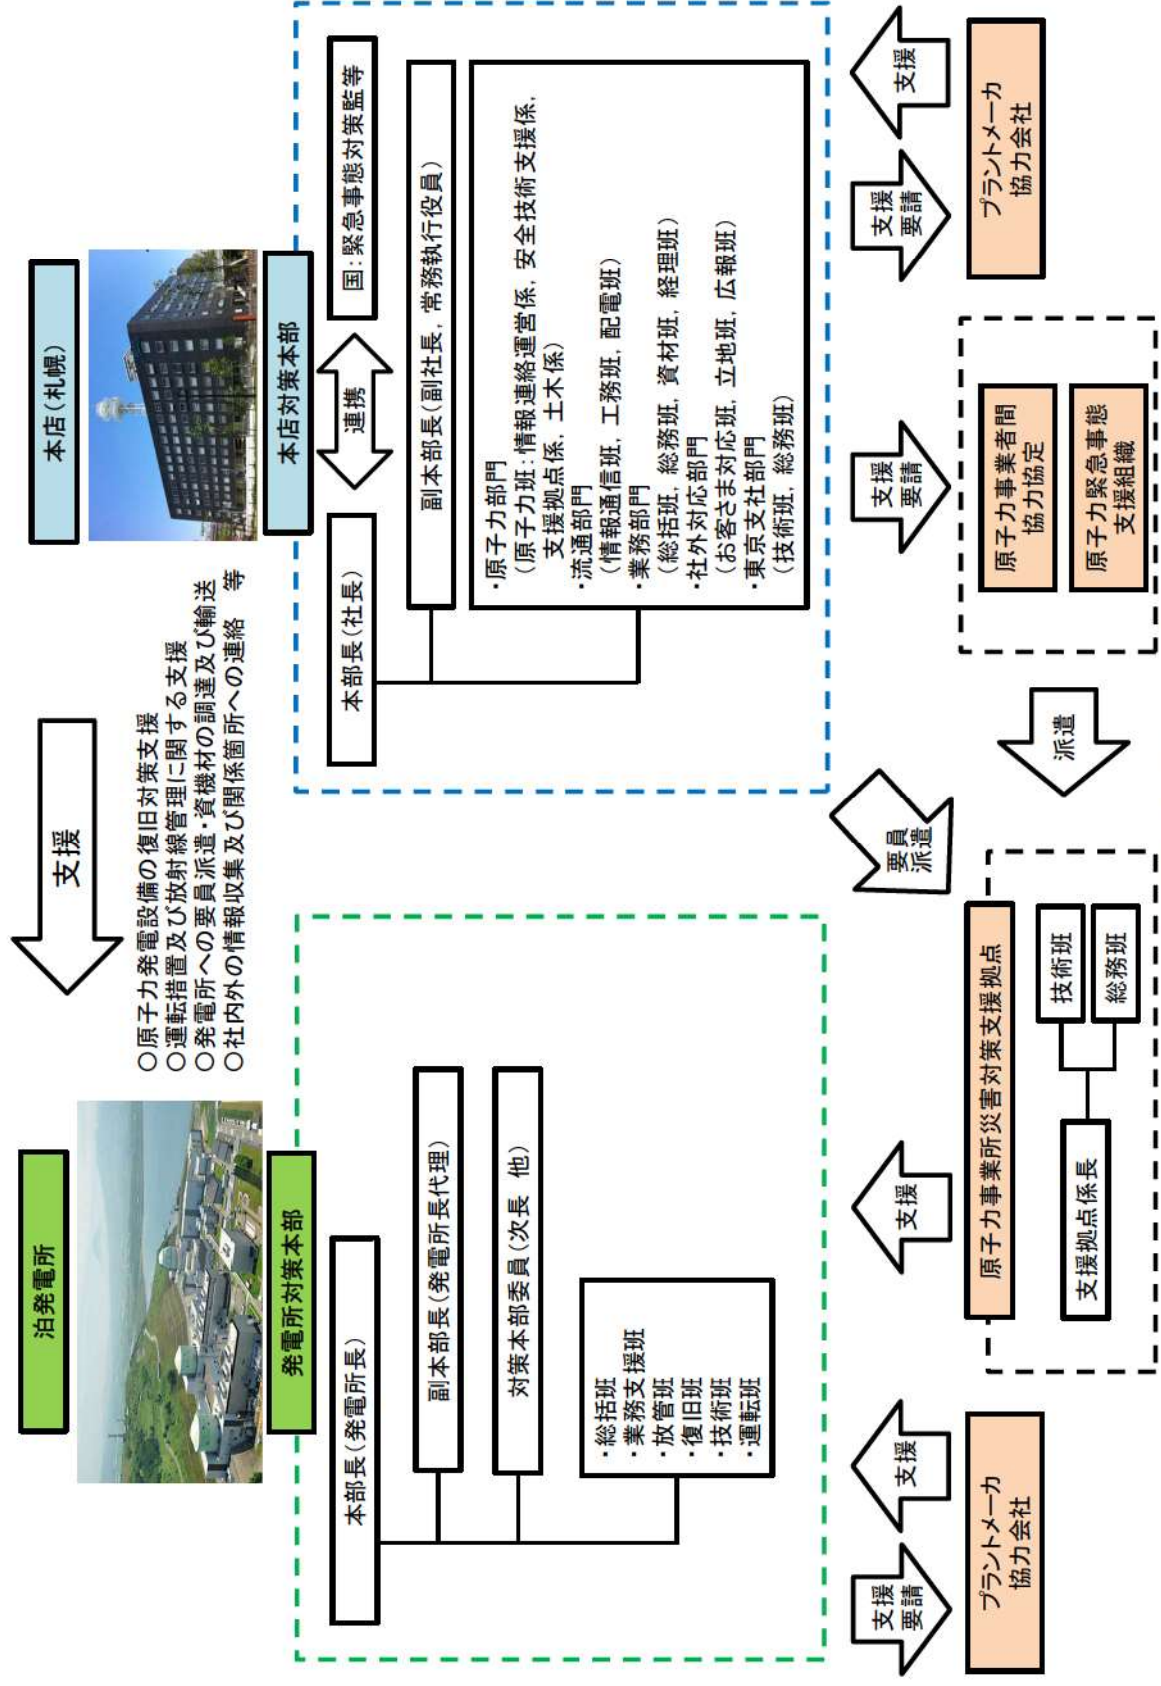 泊発電所
支援
本店(札幌)
○原子力発電設備の復旧対策支援
○運転措置及び放射線管理に関する支援
○発電所への要員派遣・資機材の調達及び輸送
○社内外の情報収集及び関係箇所への連絡 等
発電所対策本部
本部長(発電所長)
副本部長(発電所長代理)
対策本部委員(次長 他)
・総括班
・業務支援班
・放管班
・復旧班
・技術班
・運転班
本店対策本部
本部長(社長)
連携
国:緊急事態対策監等
副本部長(副社長,常務執行役員)
・原子力部門
(原子力班:情報連絡運営係,安全技術支援係,
支援拠点係,土木係)
・流通部門
(情報通信班,工務班,配電班)
・業務部門
(総括班,総務班,資材班,経理班)
・社外対応部門
(お客さま対応班,立地班,広報班)
・東京支社部門
(技術班,総務班)
支援
要請
支援
支援
要員
派遣
支援
要請
支援
要請
支援
プラントメーカ
協力会社
原子力事業所災害対策支援拠点
支援拠点係長
技術班
総務班
派遣
原子力事業者間
協力協定
原子力緊急事態
支援組織
プラントメーカ
協力会社